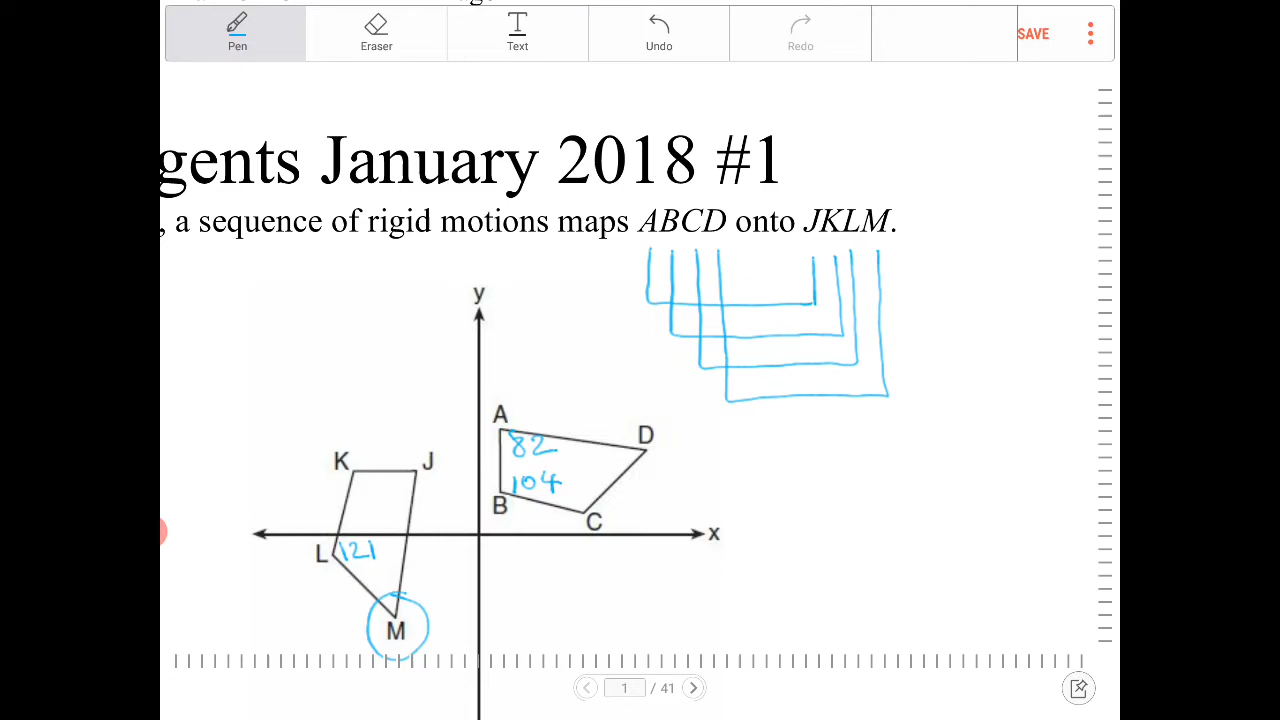 Pen Eraser Text Undo Redo SAVE
gents January 2018 #1
, a sequence of rigid motions maps ABCD onto JKLM.
y
A
82
D
K J
104
B
C
x
L 121
M
1 / 41